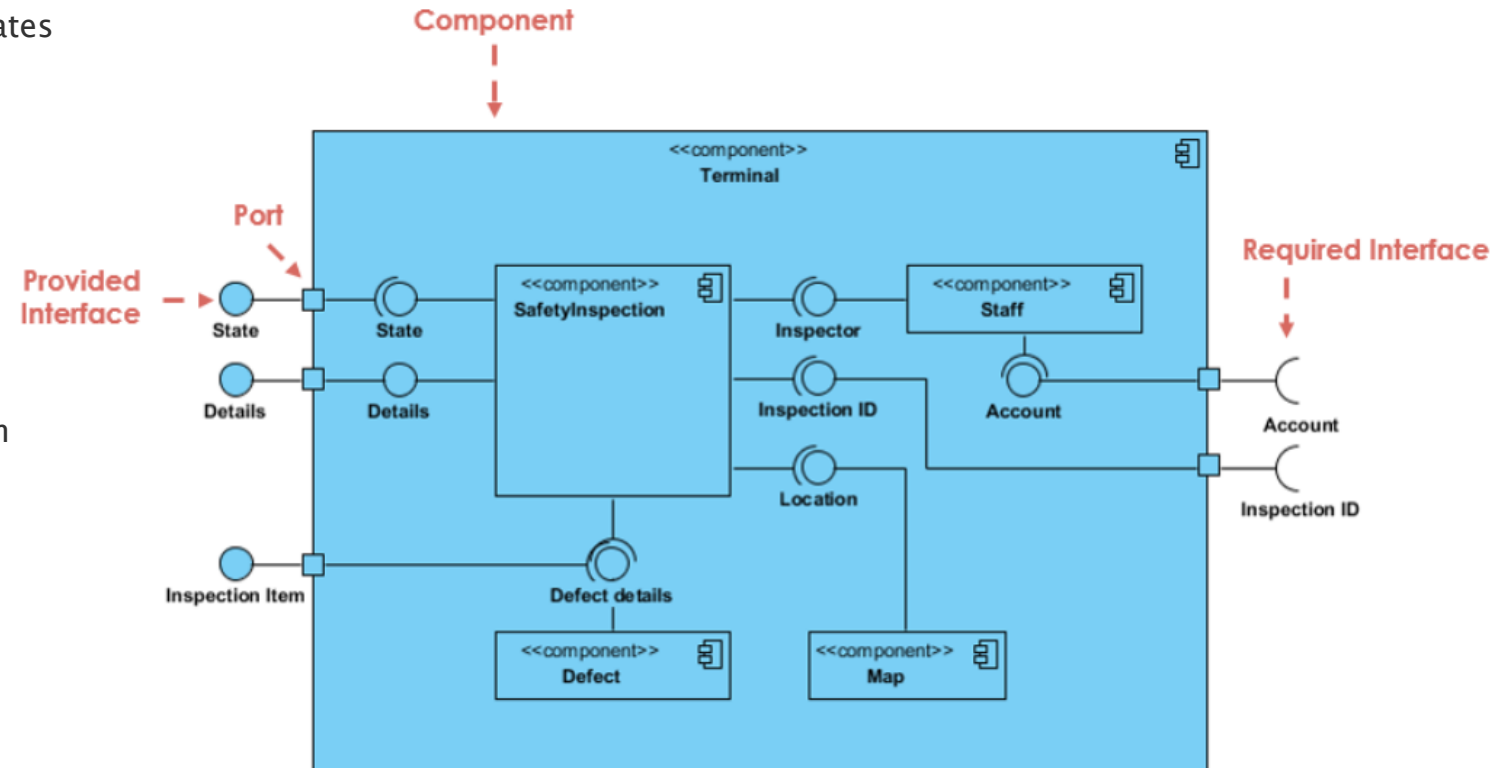 ates
Component
<<component>>
Terminal
Port
Provided
Interface
Required Interface
<<component>>
SafetyInspection
<<component>>
Staff
State
State
Inspector
Details
Details
Inspection ID
Account
Account
n
Location
Inspection ID
Inspection Item
Defect details
<<component>>
Defect
<<component>>
Map